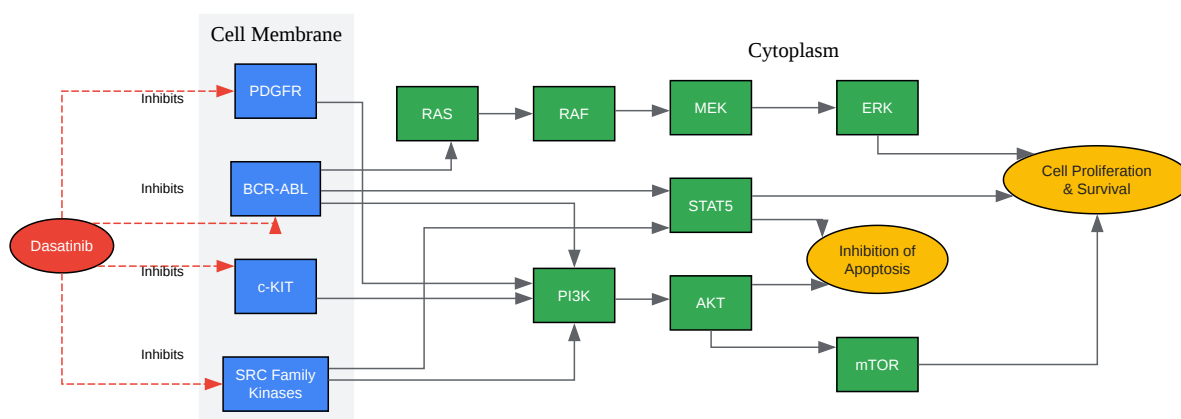 Cell Membrane
Cytoplasm
PDGFR
Inhibits
RAS
RAF
MEK
ERK
BCR-ABL
Inhibits
STAT5
Cell Proliferation
& Survival
Dasatinib
Inhibits
c-KIT
PI3K
AKT
Inhibition of
Apoptosis
Inhibits
SRC Family
Kinases
mTOR